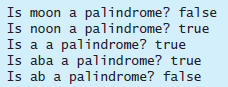 Is moon a palindrome? false
Is noon a palindrome? true
Is a a palindrome? true
Is aba a palindrome? true
Is ab a palindrome? false